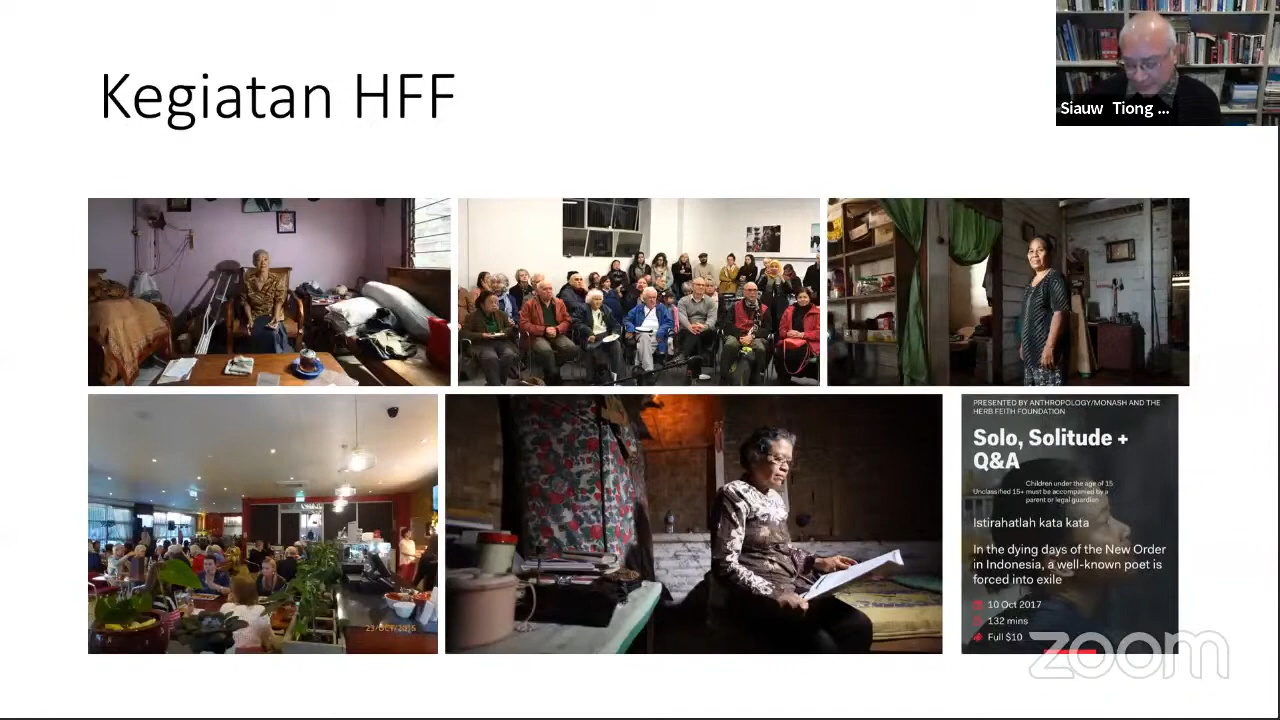 Kegiatan HFF
Siauw Tiong ...
PRESENTED BY ANTHROPOLOGY/MONASH AND THE
HERB FEITH FOUNDATION
Solo, Solitude +
Q&A
Unclassified 15+
Children under the age of 15
must be accompanied by a
parent or legal guardian
Istirahatlah kata kata
In the dying days of the New Order
in Indonesia, a well-known poet is
forced into exile
10 Oct 2017
132 mins
Full $10
zoom